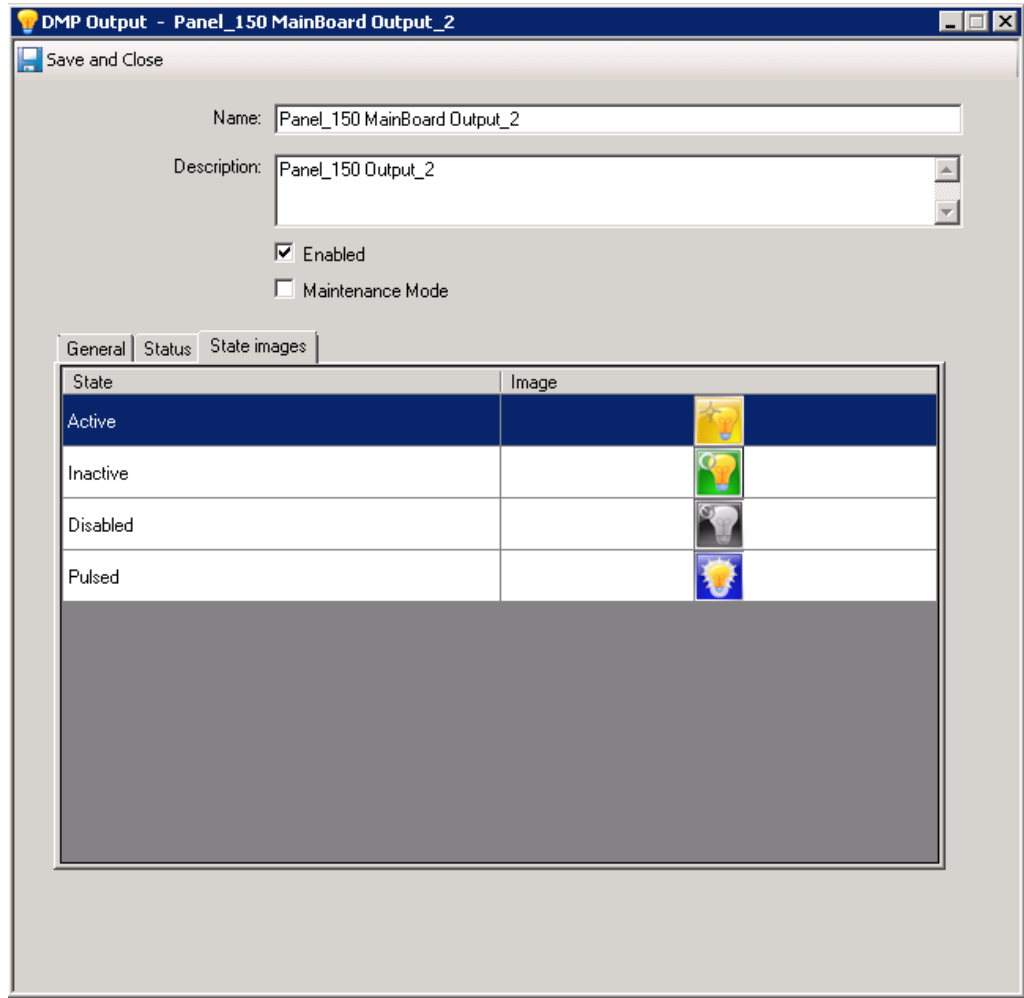 DMP Output - Panel_150 MainBoard Output_2
Save and Close
Name: Panel_150 MainBoard Output_2
Description: Panel_150 Output_2
Enabled
Maintenance Mode
General Status State images
State Image
Active
Inactive
Disabled
Pulsed